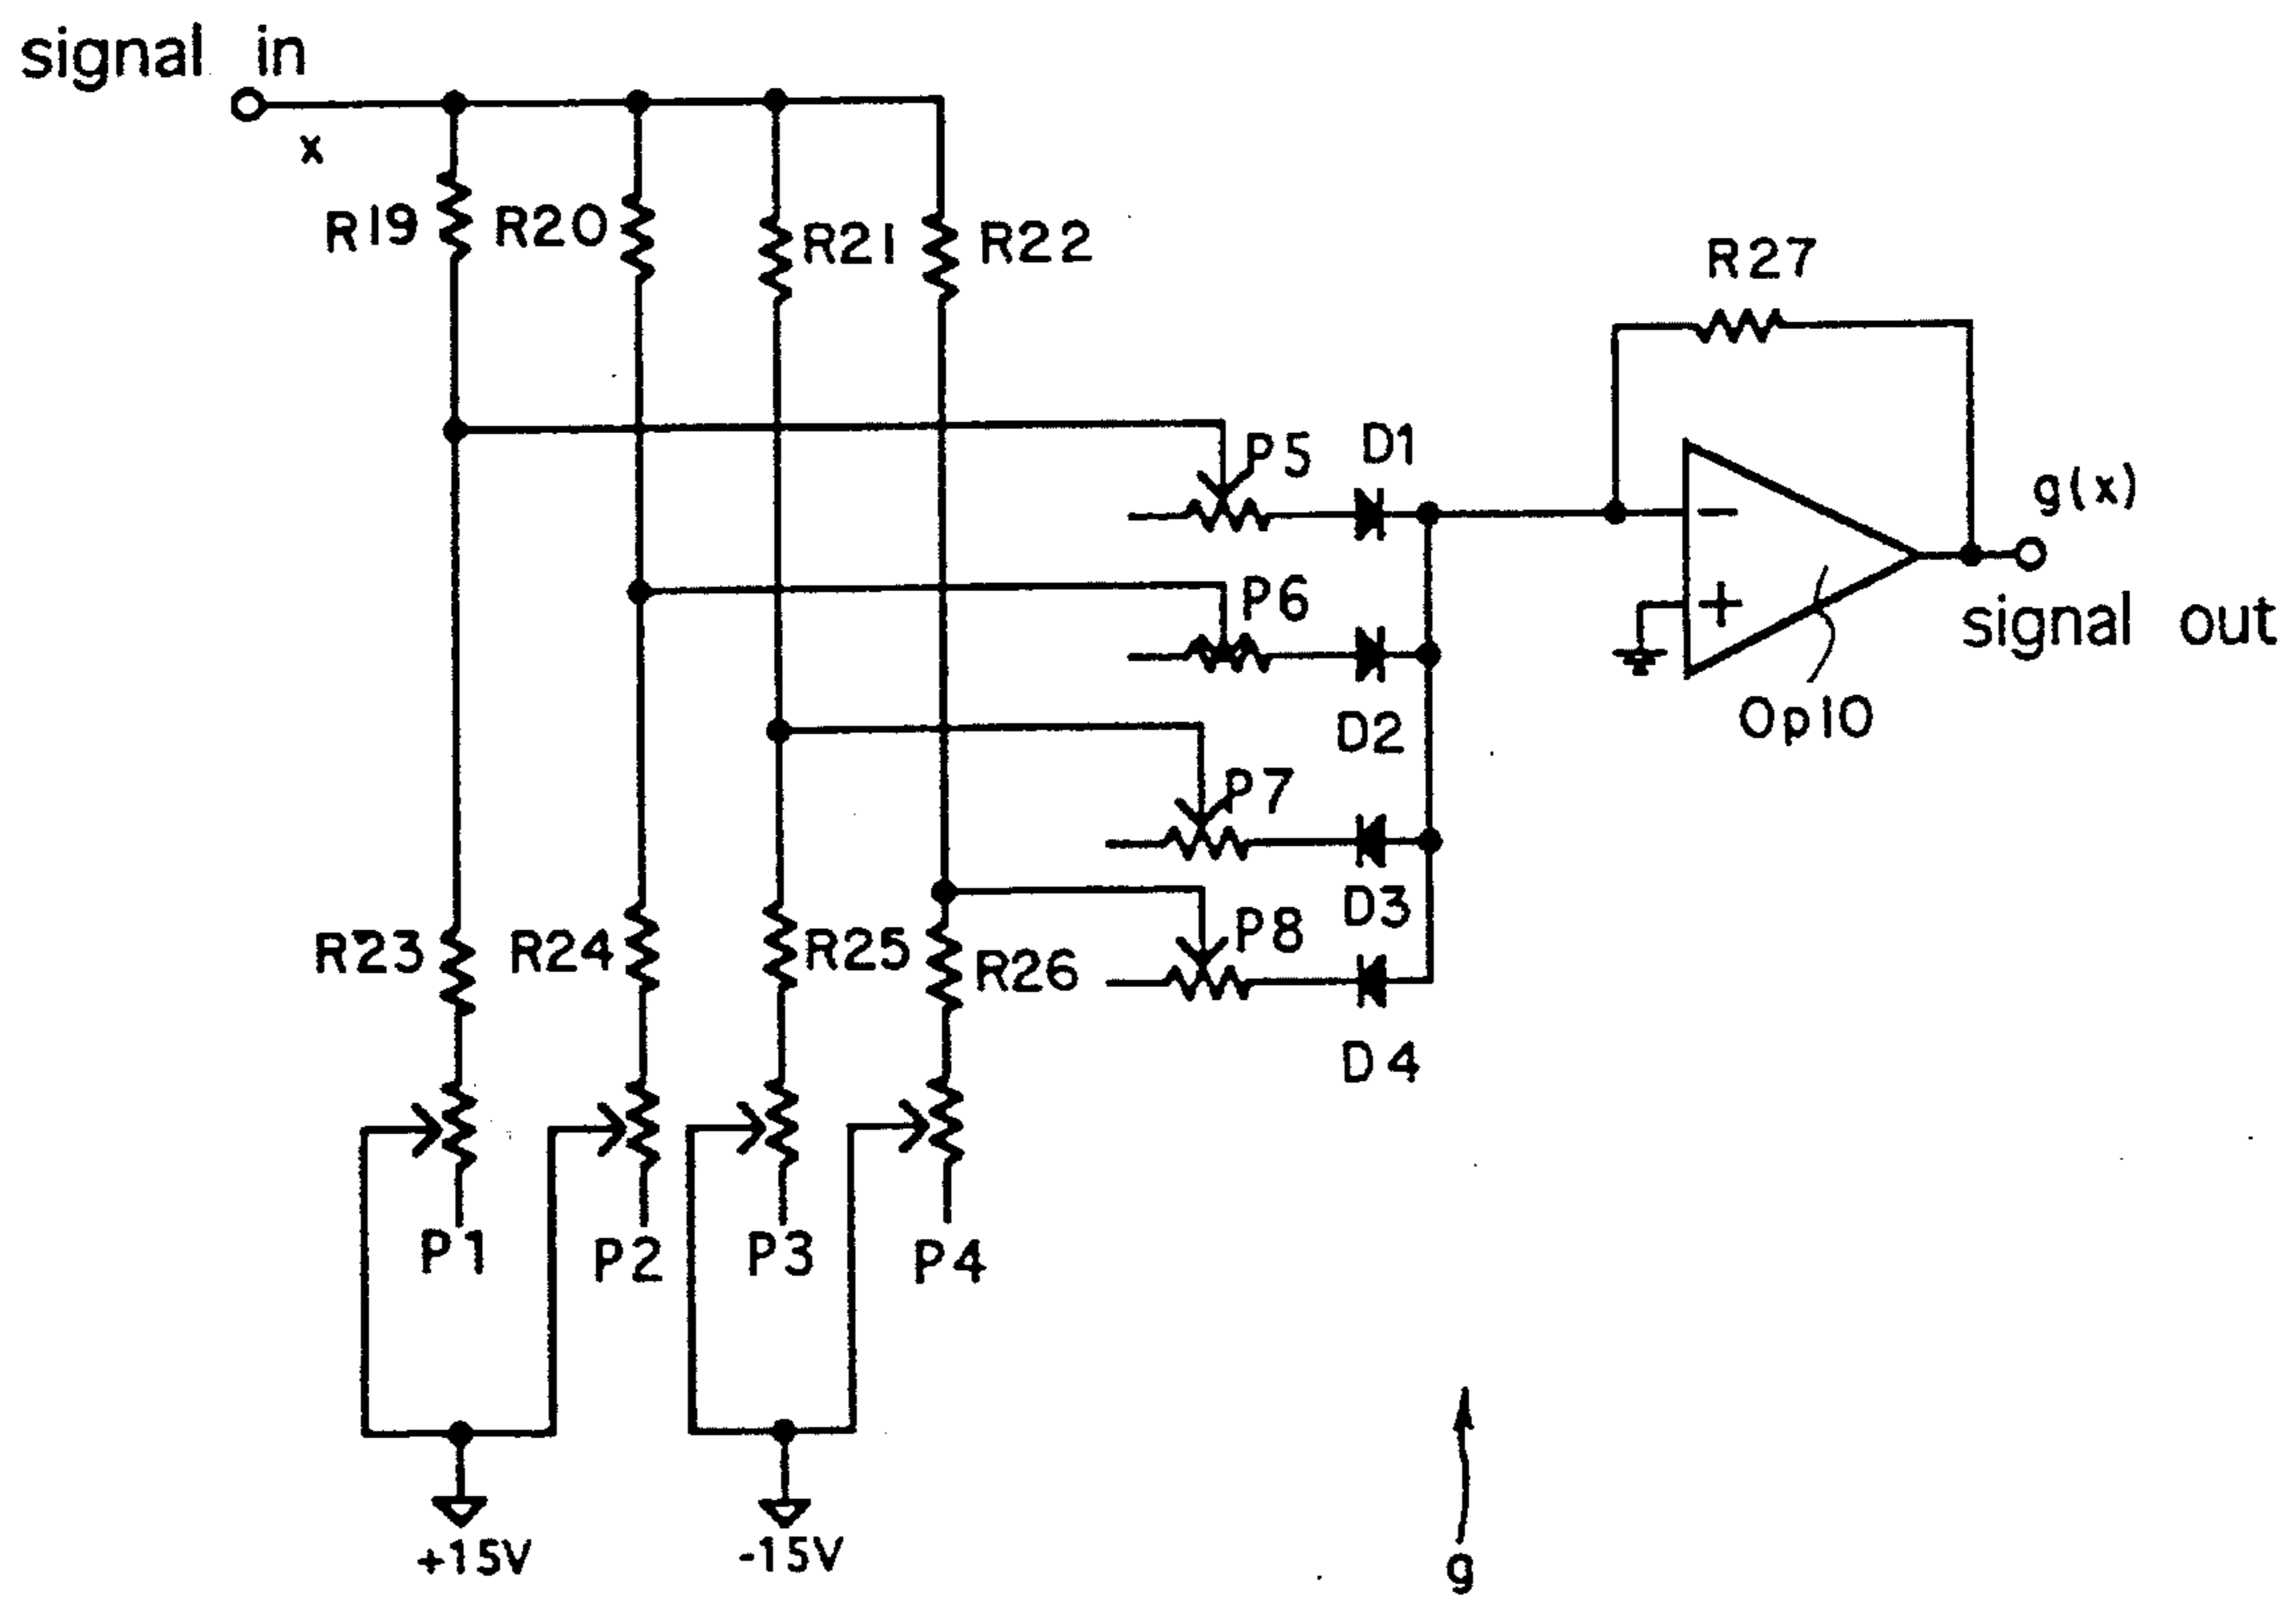 signal in
x
R19
R20
R21
R22
R27
P5
D1
g(x)
P6
signal out
Op10
D2
P7
D3
P8
R23
R24
R25
R26
D4
P1
P2
P3
P4
+15V
-15V
g
-
+